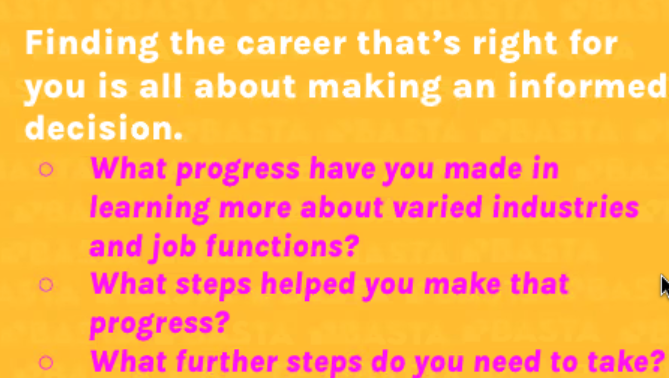 Finding the career that's right for
you is all about making an informed
decision.
What progress have you made in
learning more about varied industries
and job functions?
What steps helped you make that
progress?
What further steps do you need to take?